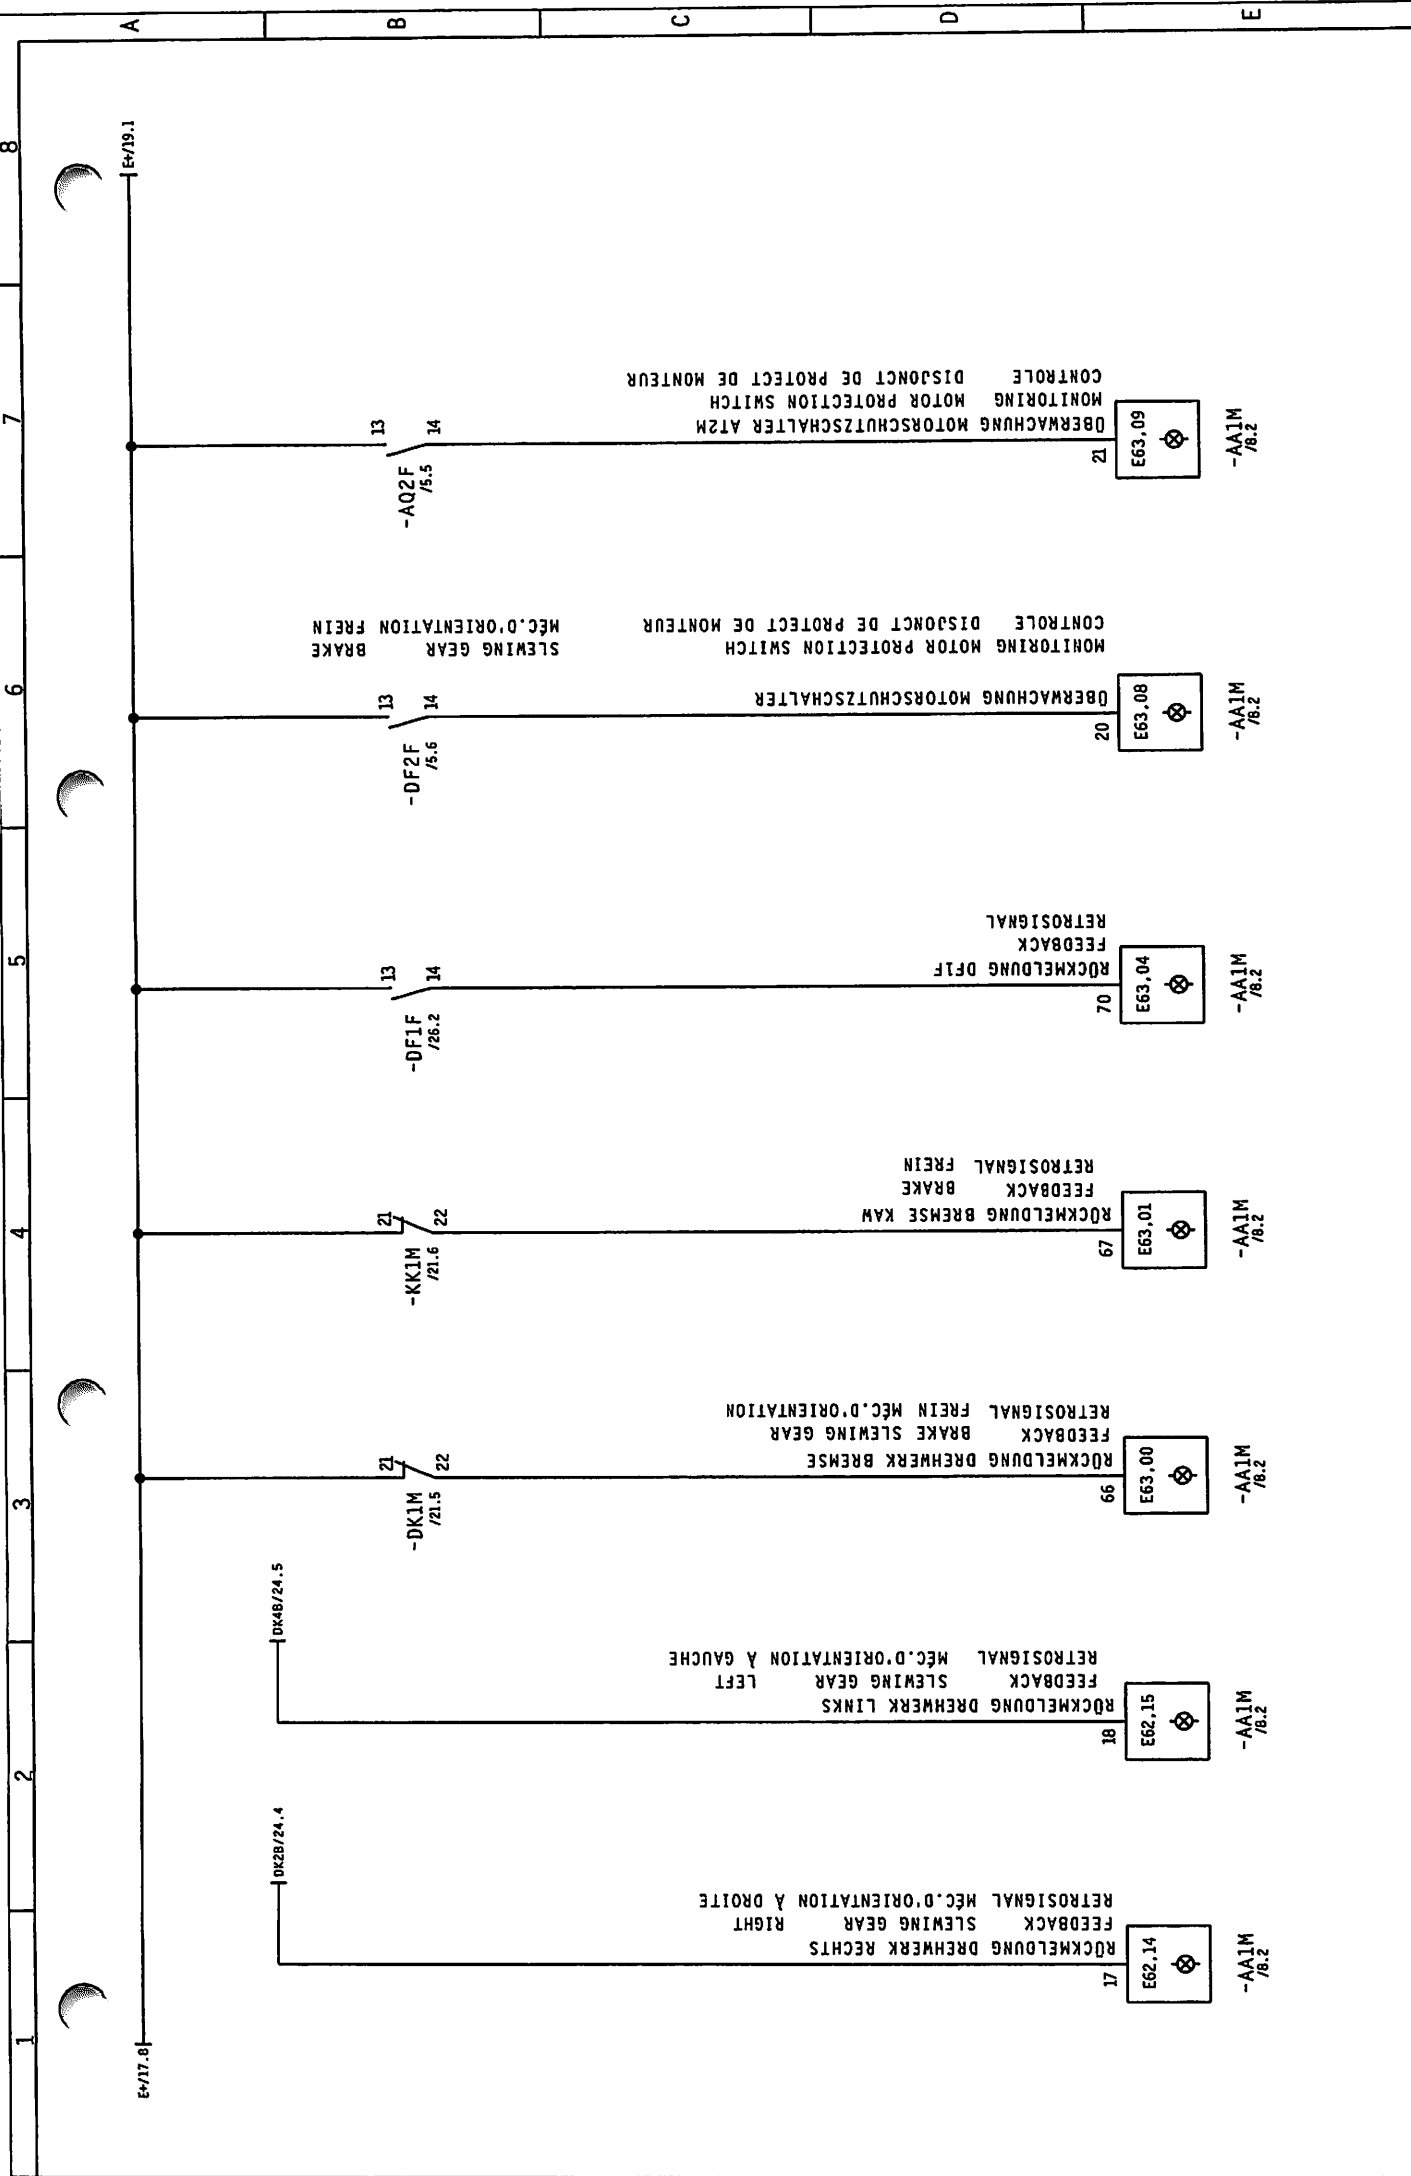 1
2
3
4
5
6
7
8
A
B
C
D
E
E+/17.8
E+/19.1
DK2B/24.4
17
RÜCKMELDUNG DREHWERK RECHTS
FEEDBACK SLEWING GEAR RIGHT
RETROSIGNAL MÉC.D'ORIENTATION À DROITE
E62,14
-AA1M
/8.2
DK4B/24.5
18
RÜCKMELDUNG DREHWERK LINKS
FEEDBACK SLEWING GEAR LEFT
RETROSIGNAL MÉC.D'ORIENTATION À GAUCHE
E62,15
-AA1M
/8.2
-DK1M
/21.5
21
22
66
RÜCKMELDUNG DREHWERK BREMSE
FEEDBACK BRAKE SLEWING GEAR
RETROSIGNAL FREIN MÉC.D'ORIENTATION
E63,00
-AA1M
/8.2
-KK1M
/21.6
21
22
67
RÜCKMELDUNG BREMSE KAW
FEEDBACK BRAKE
RETROSIGNAL FREIN
E63,01
-AA1M
/8.2
-DF1F
/26.2
13
14
70
RÜCKMELDUNG DF1F
FEEDBACK
RETROSIGNAL
E63,04
-AA1M
/8.2
-DF2F
/5.6
13
14
20
ÜBERWACHUNG MOTORSCHUTZSCHALTER
MONITORING MOTOR PROTECTION SWITCH SLEWING GEAR BRAKE
CONTROLE DISJONCT DE PROTECT DE MONTEUR MÉC.D'ORIENTATION FREIN
E63,08
-AA1M
/8.2
-AQ2F
/5.5
13
14
21
ÜBERWACHUNG MOTORSCHUTZSCHALTER AT2M
MONITORING MOTOR PROTECTION SWITCH
CONTROLE DISJONCT DE PROTECT DE MONTEUR
E63,09
-AA1M
/8.2